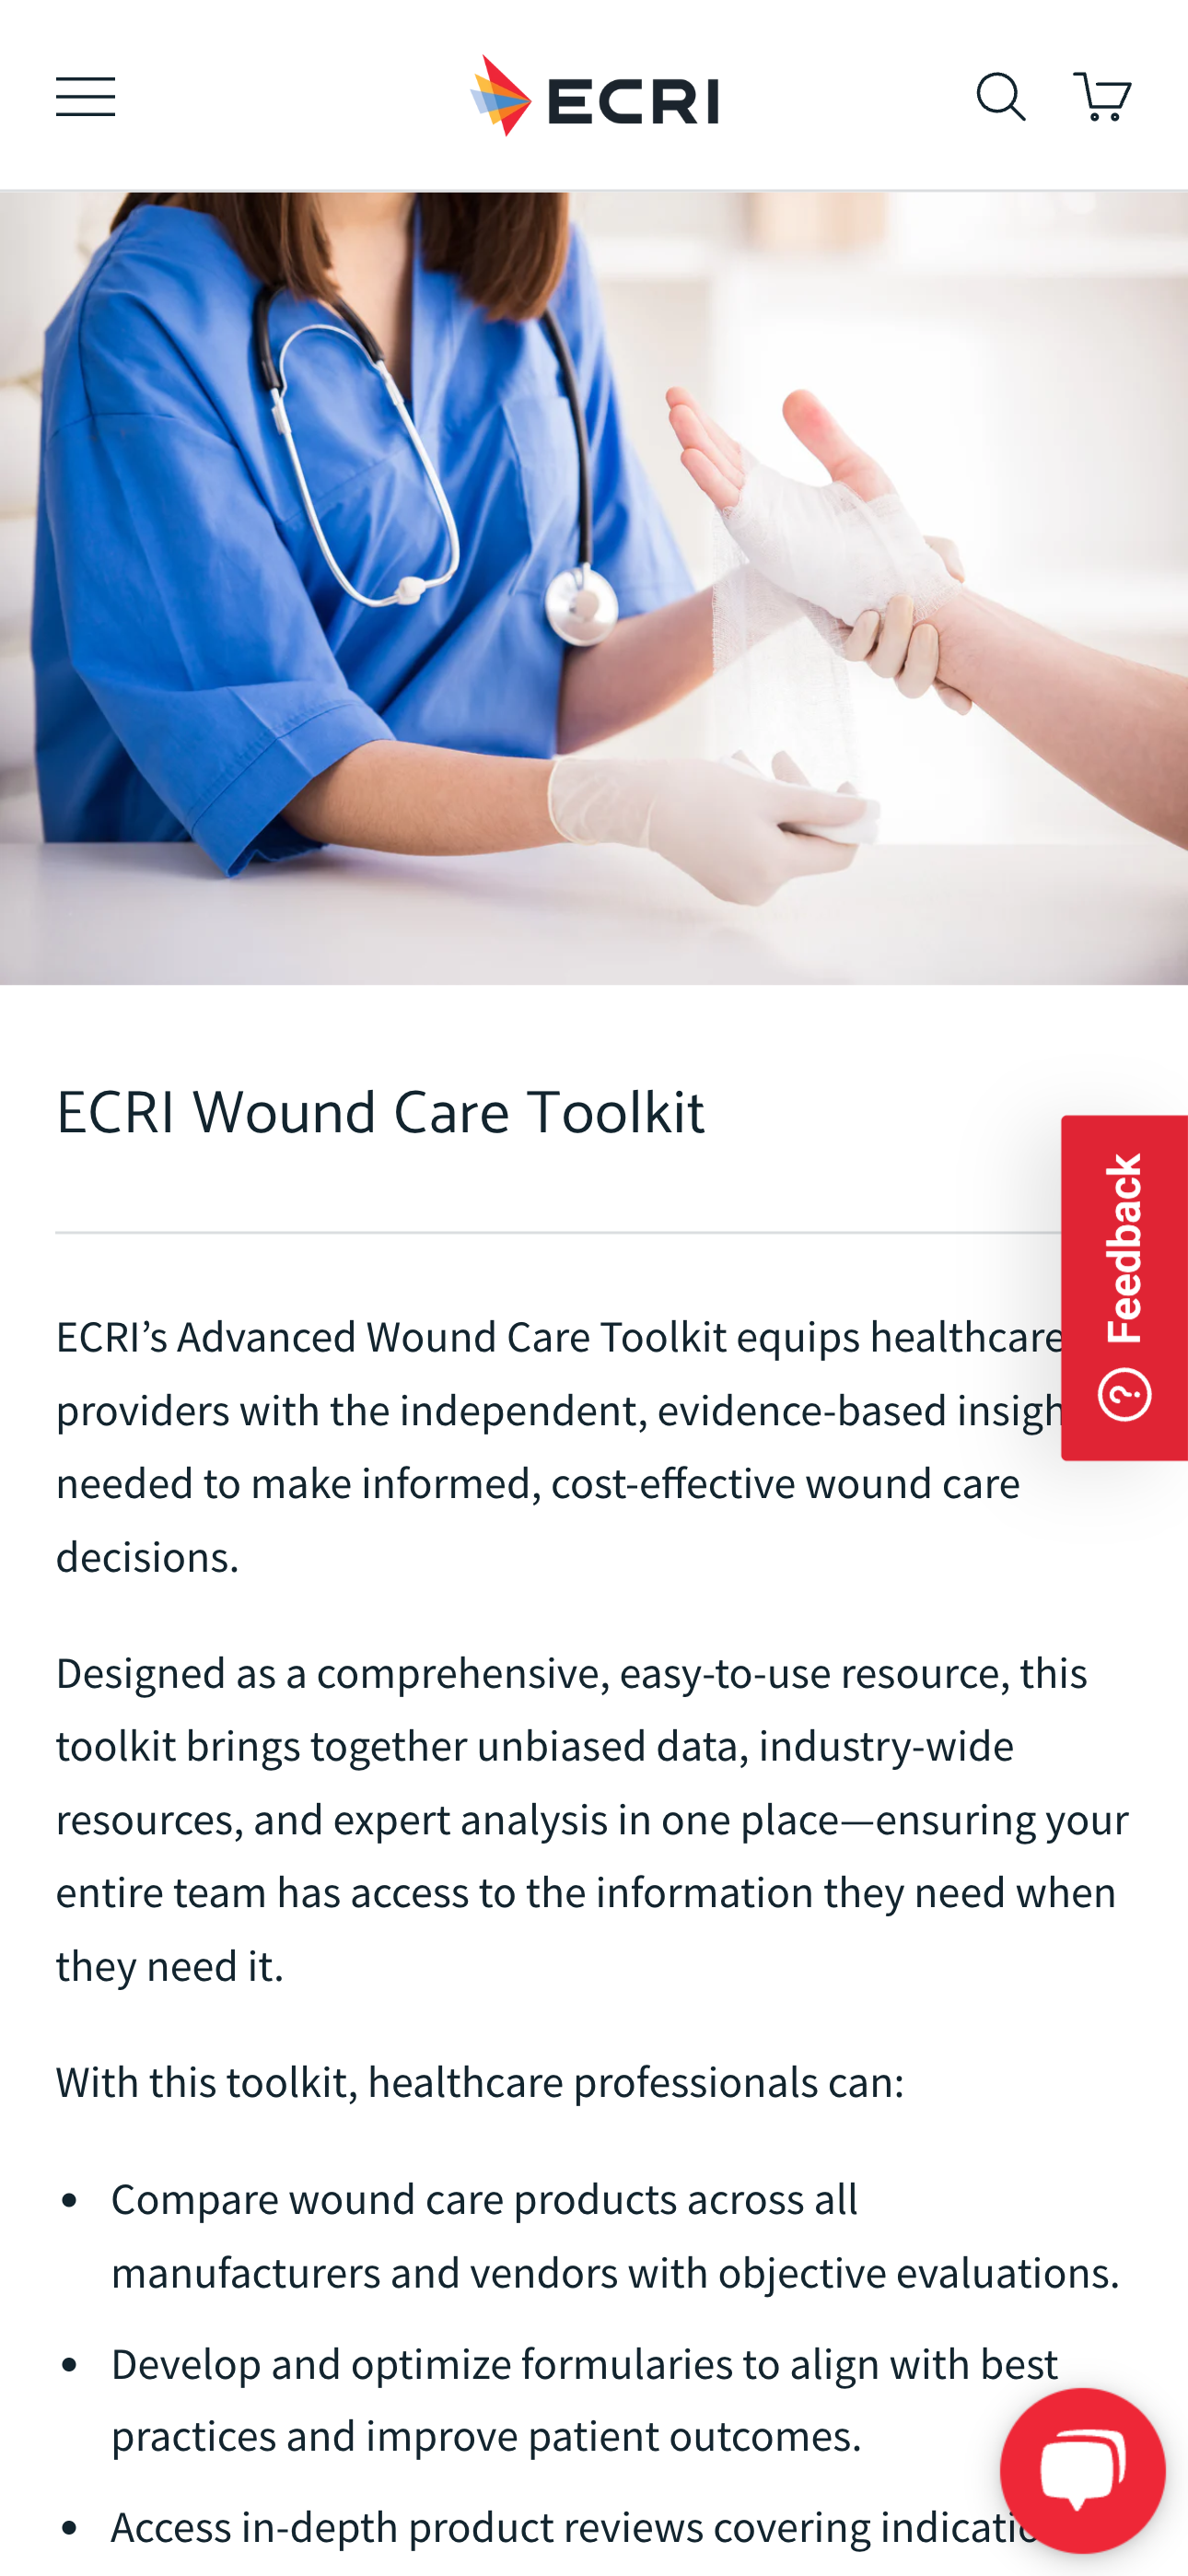 ECRI
ECRI Wound Care Toolkit
Feedback
ECRI’s Advanced Wound Care Toolkit equips healthcare
providers with the independent, evidence-based
needed to make informed, cost-effective wound care
decisions.
Designed as a comprehensive, easy-to-use resource, this
toolkit brings together unbiased data, industry-wide
resources, and expert analysis in one place—ensuring your
entire team has access to the information they need when
they need it.
With this toolkit, healthcare professionals can:
• Compare wound care products across all
manufacturers and vendors with objective evaluations.
• Develop and optimize formularies to align with best
practices and improve patient outcomes.
• Access in-depth product reviews covering